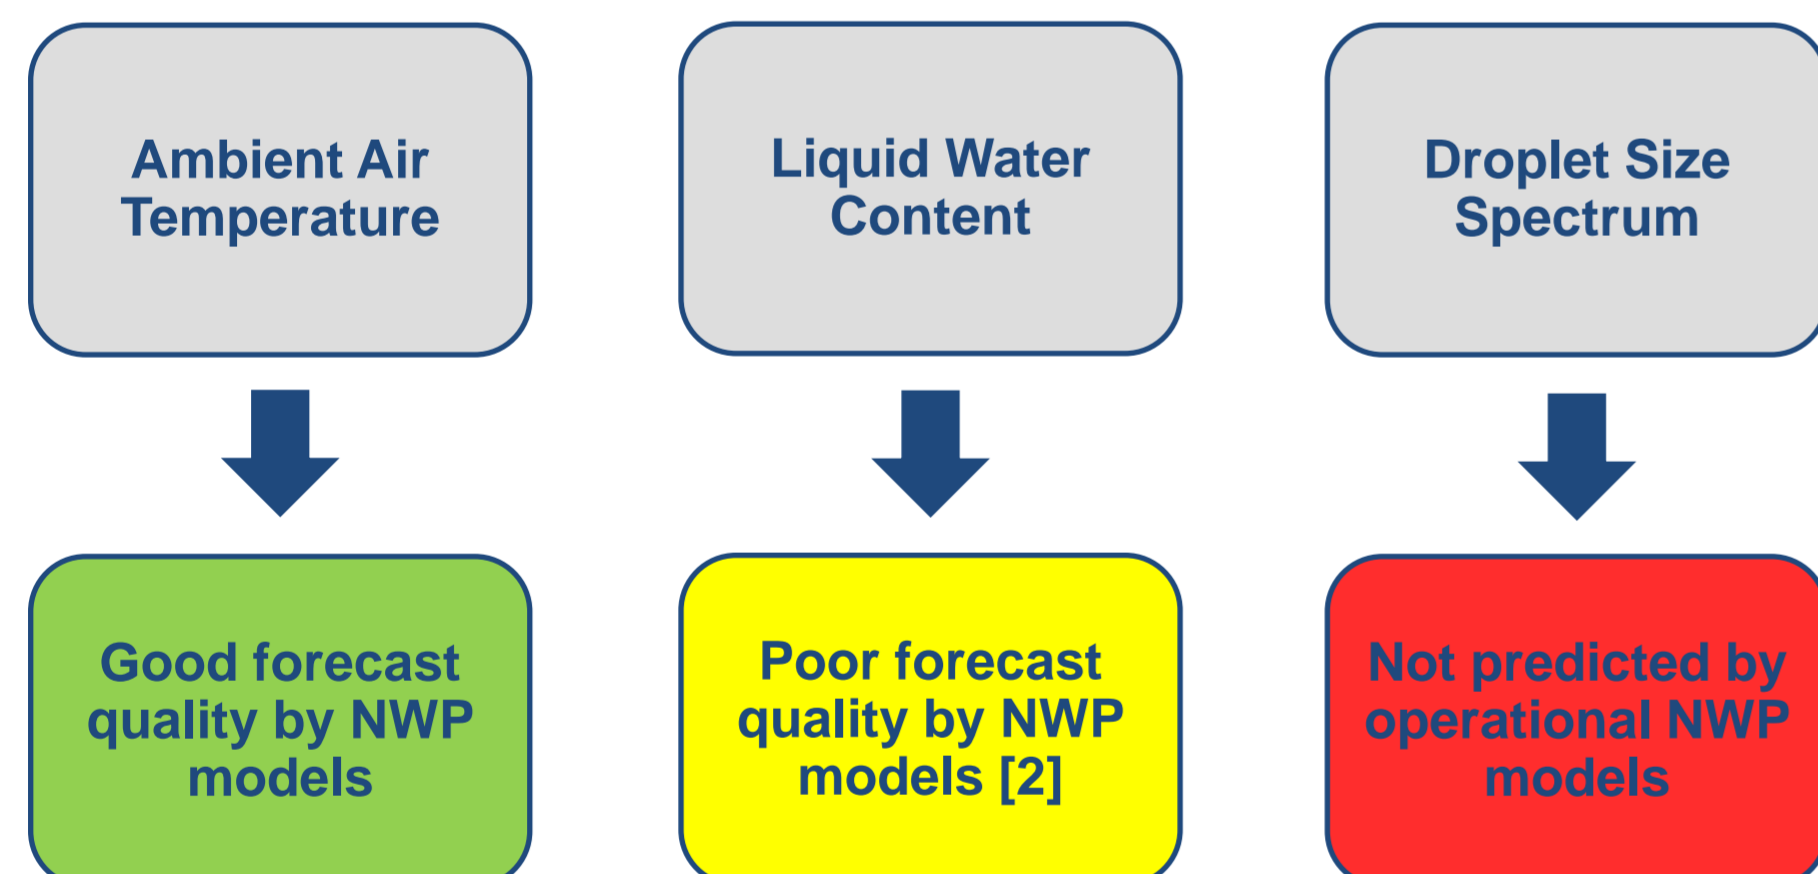 Ambient Air
Temperature
Liquid Water
Content
Droplet Size
Spectrum
Good forecast
quality by NWP
models
Poor forecast
quality by NWP
models [2]
Not predicted by
operational NWP
models